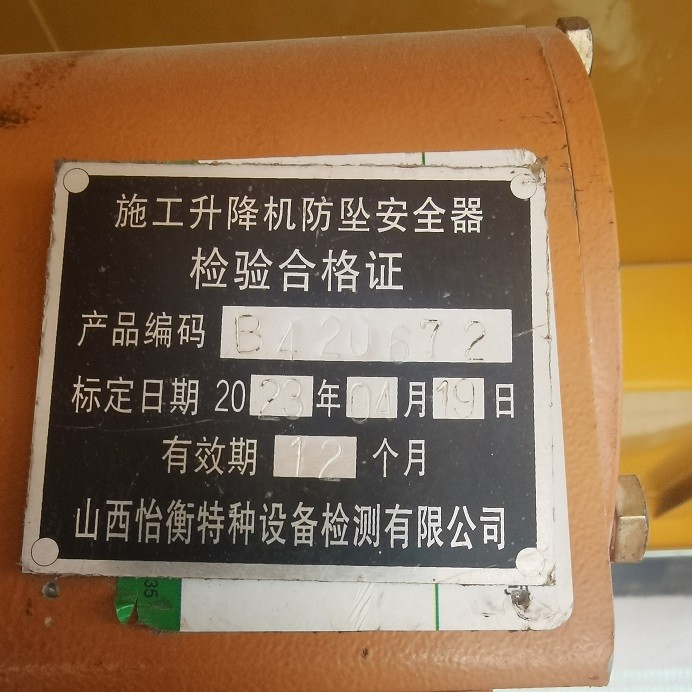 施工升降机防坠安全器
检验合格证
产品编码 B420672
标定日期 2023年04月19日
有效期 12 个月
山西怡衡特种设备检测有限公司
35